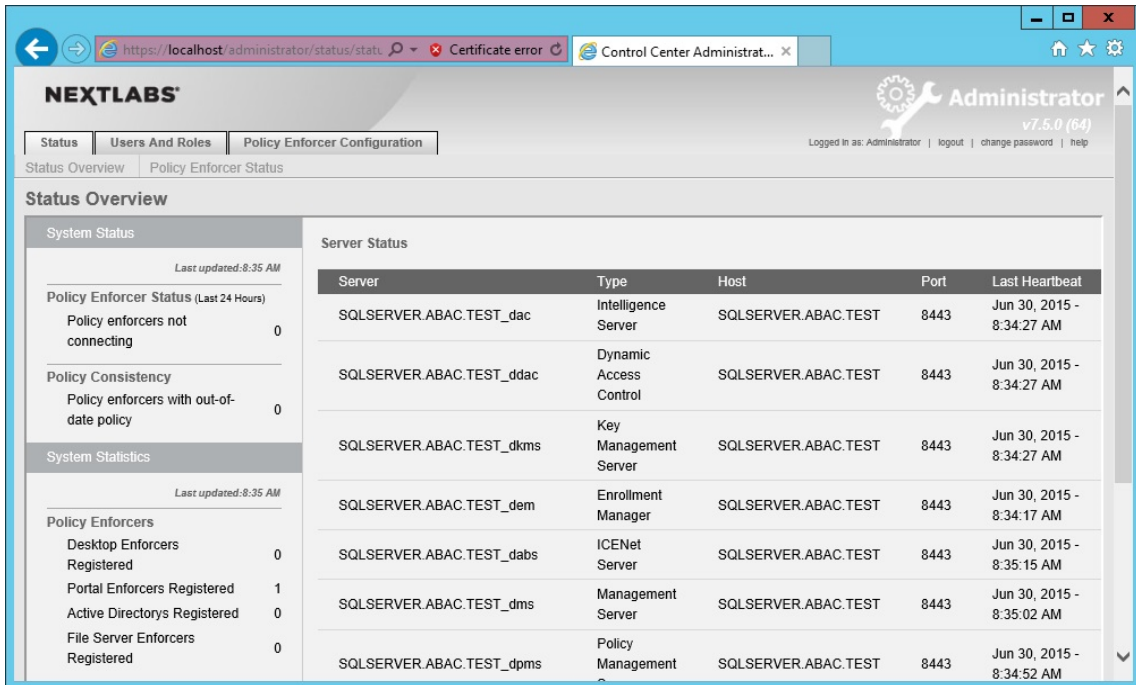 https://localhost/administrator/status/statu
Certificate error
Control Center Administrat...
NEXTLABS
Administrator
v7.5.0 (64)
Status Users And Roles Policy Enforcer Configuration
Logged in as: Administrator | logout | change password | help
Status Overview Policy Enforcer Status
Status Overview
System Status
Last updated:8:35 AM
Policy Enforcer Status (Last 24 Hours)
Policy enforcers not
connecting 0
Policy Consistency
Policy enforcers with out-of-
date policy 0
System Statistics
Last updated:8:35 AM
Policy Enforcers
Desktop Enforcers
Registered 0
Portal Enforcers Registered 1
Active Directorys Registered 0
File Server Enforcers
Registered 0
Server Status
Server Type Host Port Last Heartbeat
SQLSERVER.ABAC.TEST_dac Intelligence Server SQLSERVER.ABAC.TEST 8443 Jun 30, 2015 - 8:34:27 AM
SQLSERVER.ABAC.TEST_ddac Dynamic Access Control SQLSERVER.ABAC.TEST 8443 Jun 30, 2015 - 8:34:27 AM
SQLSERVER.ABAC.TEST_dkms Key Management Server SQLSERVER.ABAC.TEST 8443 Jun 30, 2015 - 8:34:27 AM
SQLSERVER.ABAC.TEST_dem Enrollment Manager SQLSERVER.ABAC.TEST 8443 Jun 30, 2015 - 8:34:17 AM
SQLSERVER.ABAC.TEST_dabs ICENet Server SQLSERVER.ABAC.TEST 8443 Jun 30, 2015 - 8:35:15 AM
SQLSERVER.ABAC.TEST_dms Management Server SQLSERVER.ABAC.TEST 8443 Jun 30, 2015 - 8:35:02 AM
SQLSERVER.ABAC.TEST_dpms Policy Management SQLSERVER.ABAC.TEST 8443 Jun 30, 2015 - 8:34:52 AM